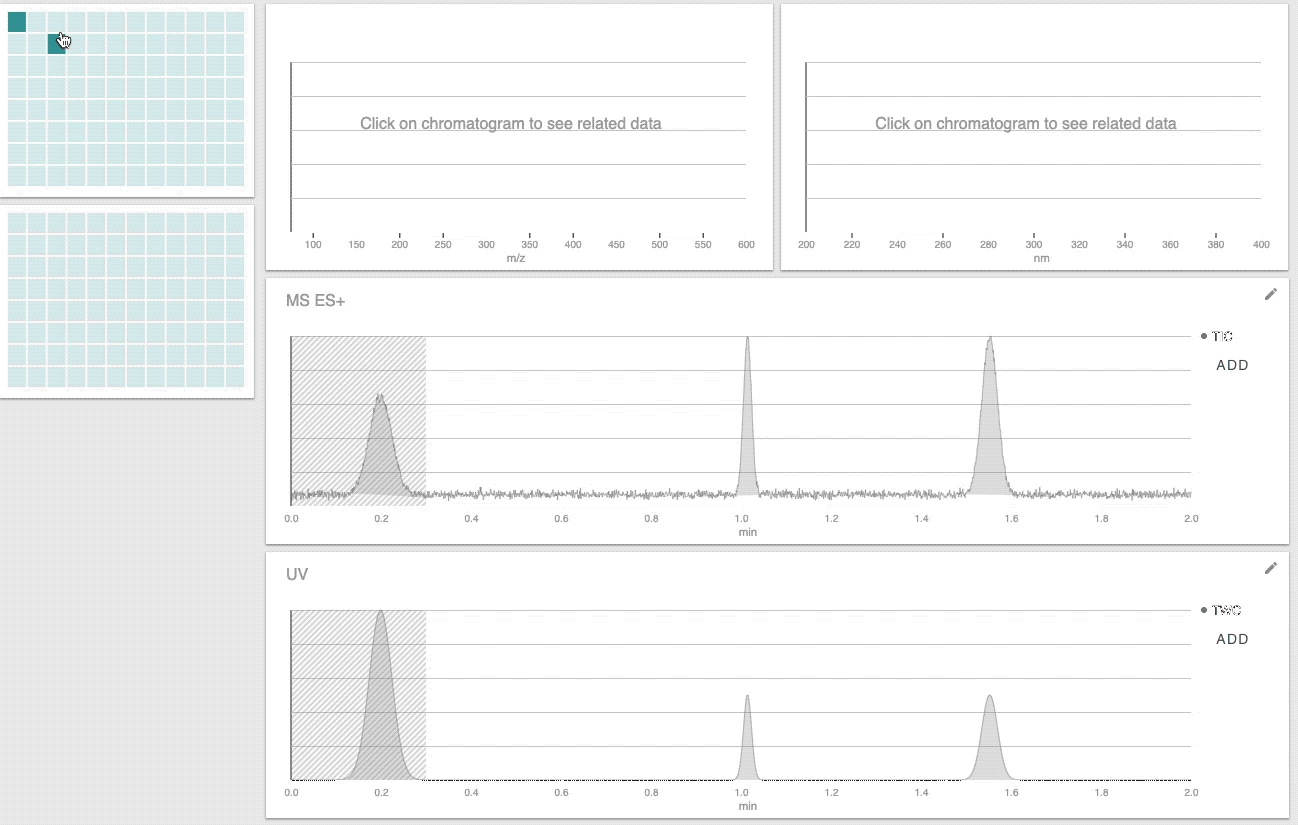 Click on chromatogram to see related data
100 150 200 250 300 350 400 450 500 550 600
m/z
Click on chromatogram to see related data
200 220 240 260 280 300 320 340 360 380 400
nm
MS ES+
TIC
ADD
0.0 0.2 0.4 0.6 0.8 1.0 1.2 1.4 1.6 1.8 2.0
min
UV
TWC
ADD
0.0 0.2 0.4 0.6 0.8 1.0 1.2 1.4 1.6 1.8 2.0
min